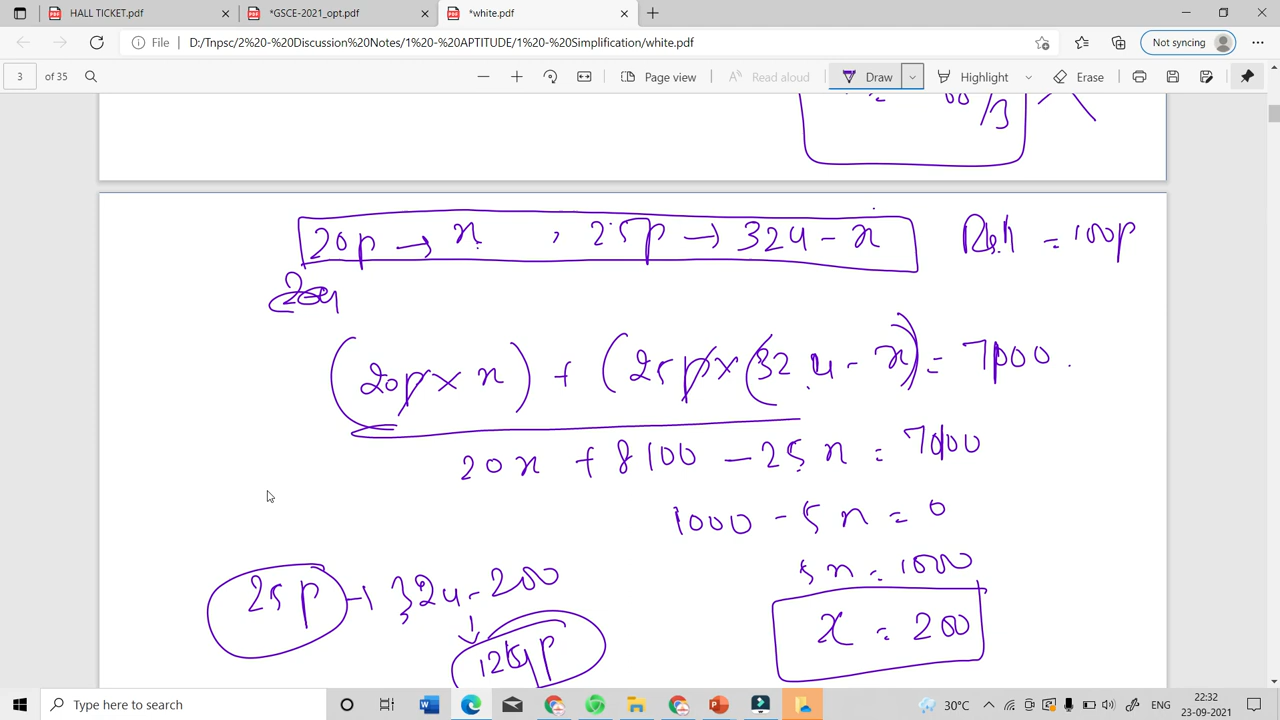 HALL TICKET.pdf
*GSCE-2021_opt.pdf
*white.pdf
File D:/Tnpsc/2%20-%20Discussion%20Notes/1%20-%20APTITUDE/1%20-%20Simplification/white.pdf
Not syncing
3 of 35
Page view
Read aloud
Draw
Highlight
Erase
20p → x , 25p → 324 - x
= 100p
(20p × x) + (25p × (324 - x)) = 7000.
20x + 8100 - 25x = 7000
1000 - 5x = 0
5x = 1000
25p → 324 - 200
x = 200
Type here to search
30°C
ENG
22:32
23-09-2021